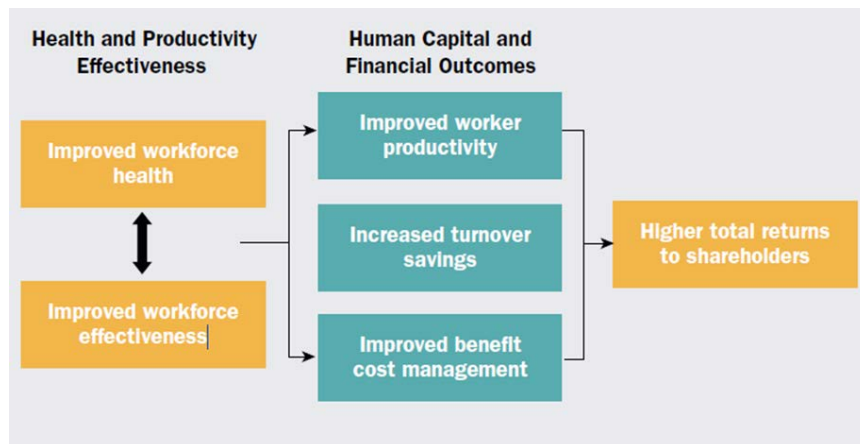 Health and Productivity
Effectiveness
Human Capital and
Financial Outcomes
Improved workforce
health
Improved workforce
effectiveness
Improved worker
productivity
Increased turnover
savings
Improved benefit
cost management
Higher total returns
to shareholders